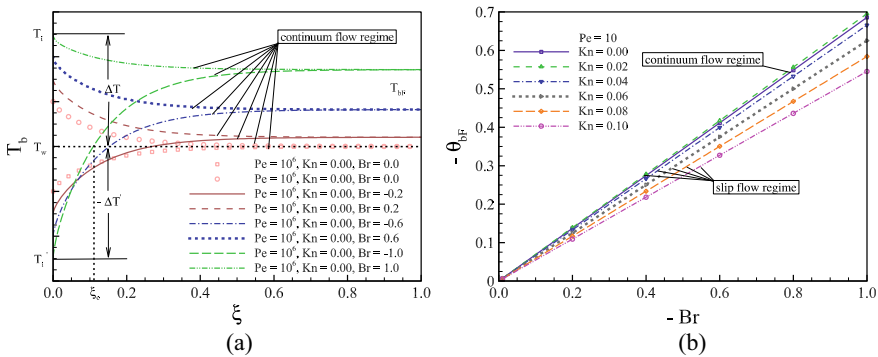 T_i
ΔT
T_w
T_b
- ΔT'
T_i'
continuum flow regime
T_bF
Pe = 10^6, Kn = 0.00, Br = 0.0
Pe = 10^6, Kn = 0.00, Br = 0.0
Pe = 10^6, Kn = 0.00, Br = -0.2
Pe = 10^6, Kn = 0.00, Br = 0.2
Pe = 10^6, Kn = 0.00, Br = -0.6
Pe = 10^6, Kn = 0.00, Br = 0.6
Pe = 10^6, Kn = 0.00, Br = -1.0
Pe = 10^6, Kn = 0.00, Br = 1.0
0.0 ξ_e 0.2 0.4 0.6 0.8 1.0
ξ
(a)
0.7
0.6
0.5
0.4
0.3
0.2
0.1
0
- θ_bF
Pe = 10
Kn = 0.00
Kn = 0.02
Kn = 0.04
Kn = 0.06
Kn = 0.08
Kn = 0.10
continuum flow regime
slip flow regime
0.0 0.2 0.4 0.6 0.8 1.0
- Br
(b)